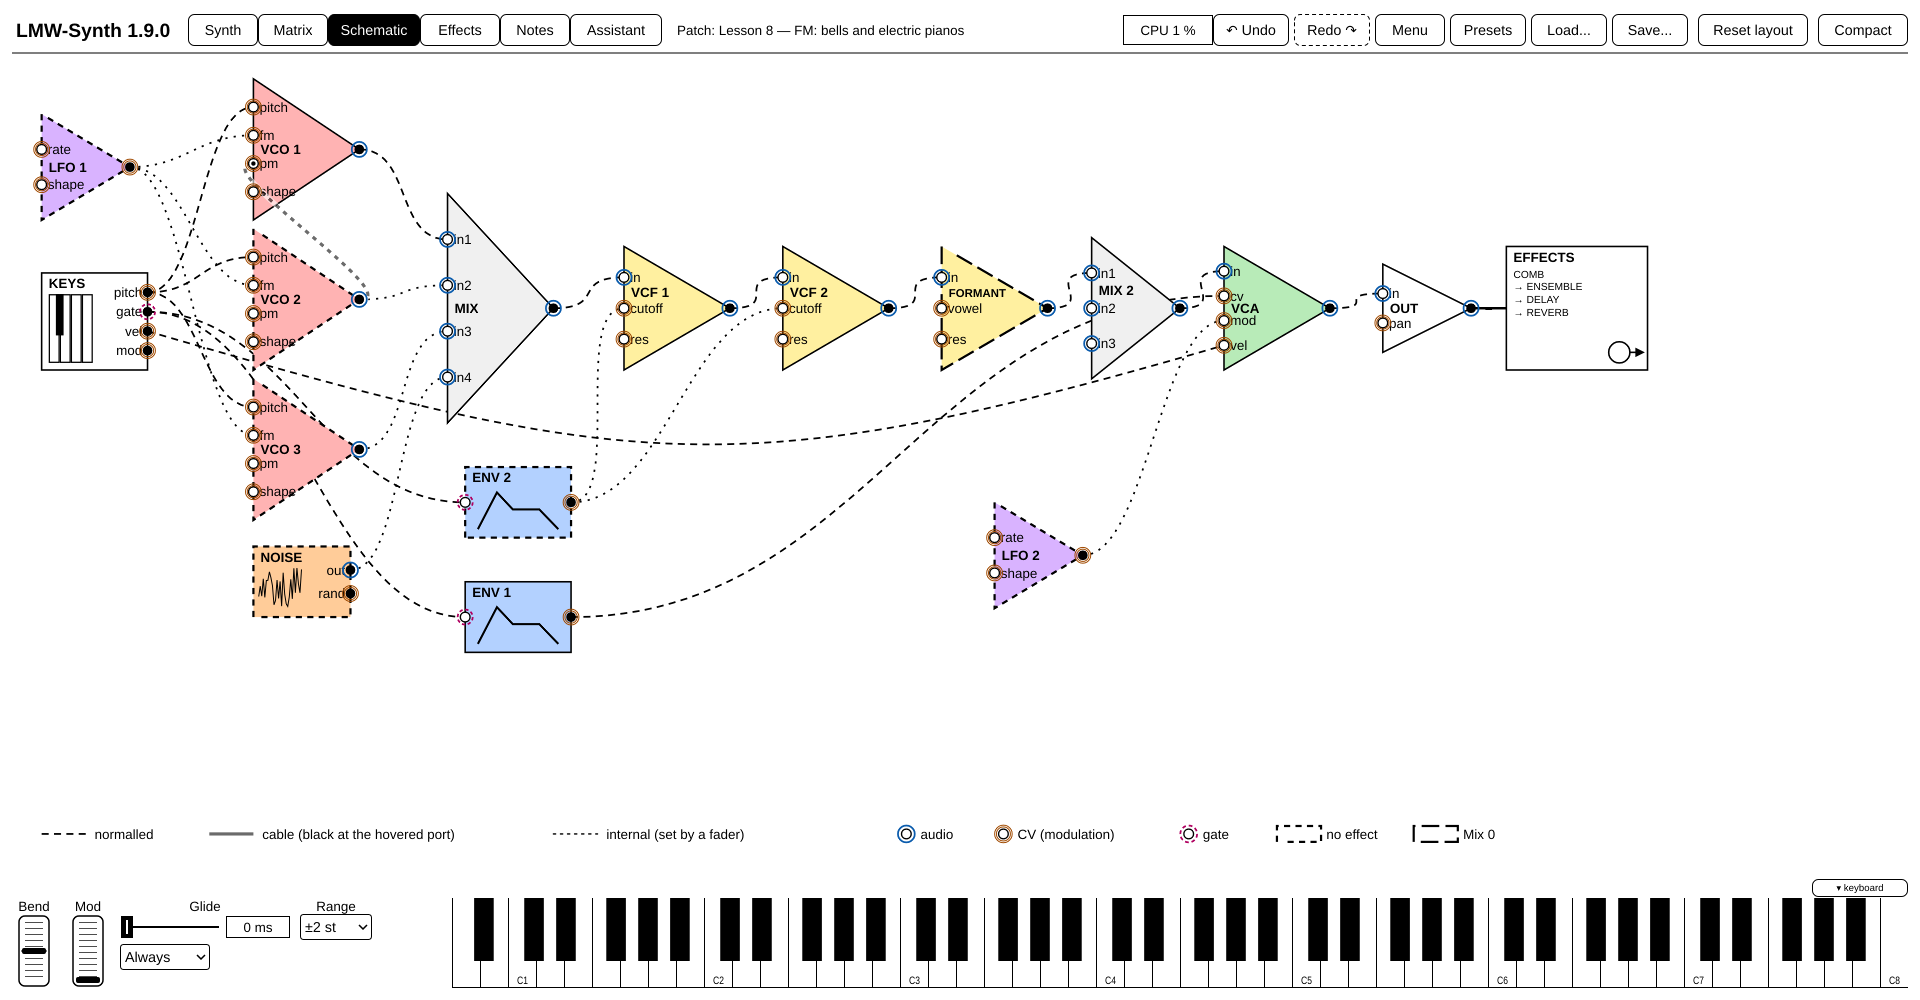 LMW-Synth 1.9.0
Synth
Matrix
Schematic
Effects
Notes
Assistant
Patch: Lesson 8 — FM: bells and electric pianos
CPU 1 %
↶ Undo
Redo ↷
Menu
Presets
Load...
Save...
Reset layout
Compact
rate
LFO 1
shape
pitch
fm
VCO 1
pm
shape
KEYS
pitch
gate
vel
mod
pitch
fm
VCO 2
pm
shape
pitch
fm
VCO 3
pm
shape
NOISE
out
rand
in1
in2
MIX
in3
in4
ENV 2
ENV 1
in
VCF 1
cutoff
res
in
VCF 2
cutoff
res
in
FORMANT
vowel
res
in1
MIX 2
in2
in3
rate
LFO 2
shape
in
cv
VCA
mod
vel
in
OUT
pan
EFFECTS
COMB
→ ENSEMBLE
→ DELAY
→ REVERB
normalled
cable (black at the hovered port)
internal (set by a fader)
audio
CV (modulation)
gate
no effect
Mix 0
▾ keyboard
Bend
Mod
Glide
Range
0 ms
±2 st
Always
C1
C2
C3
C4
C5
C6
C7
C8